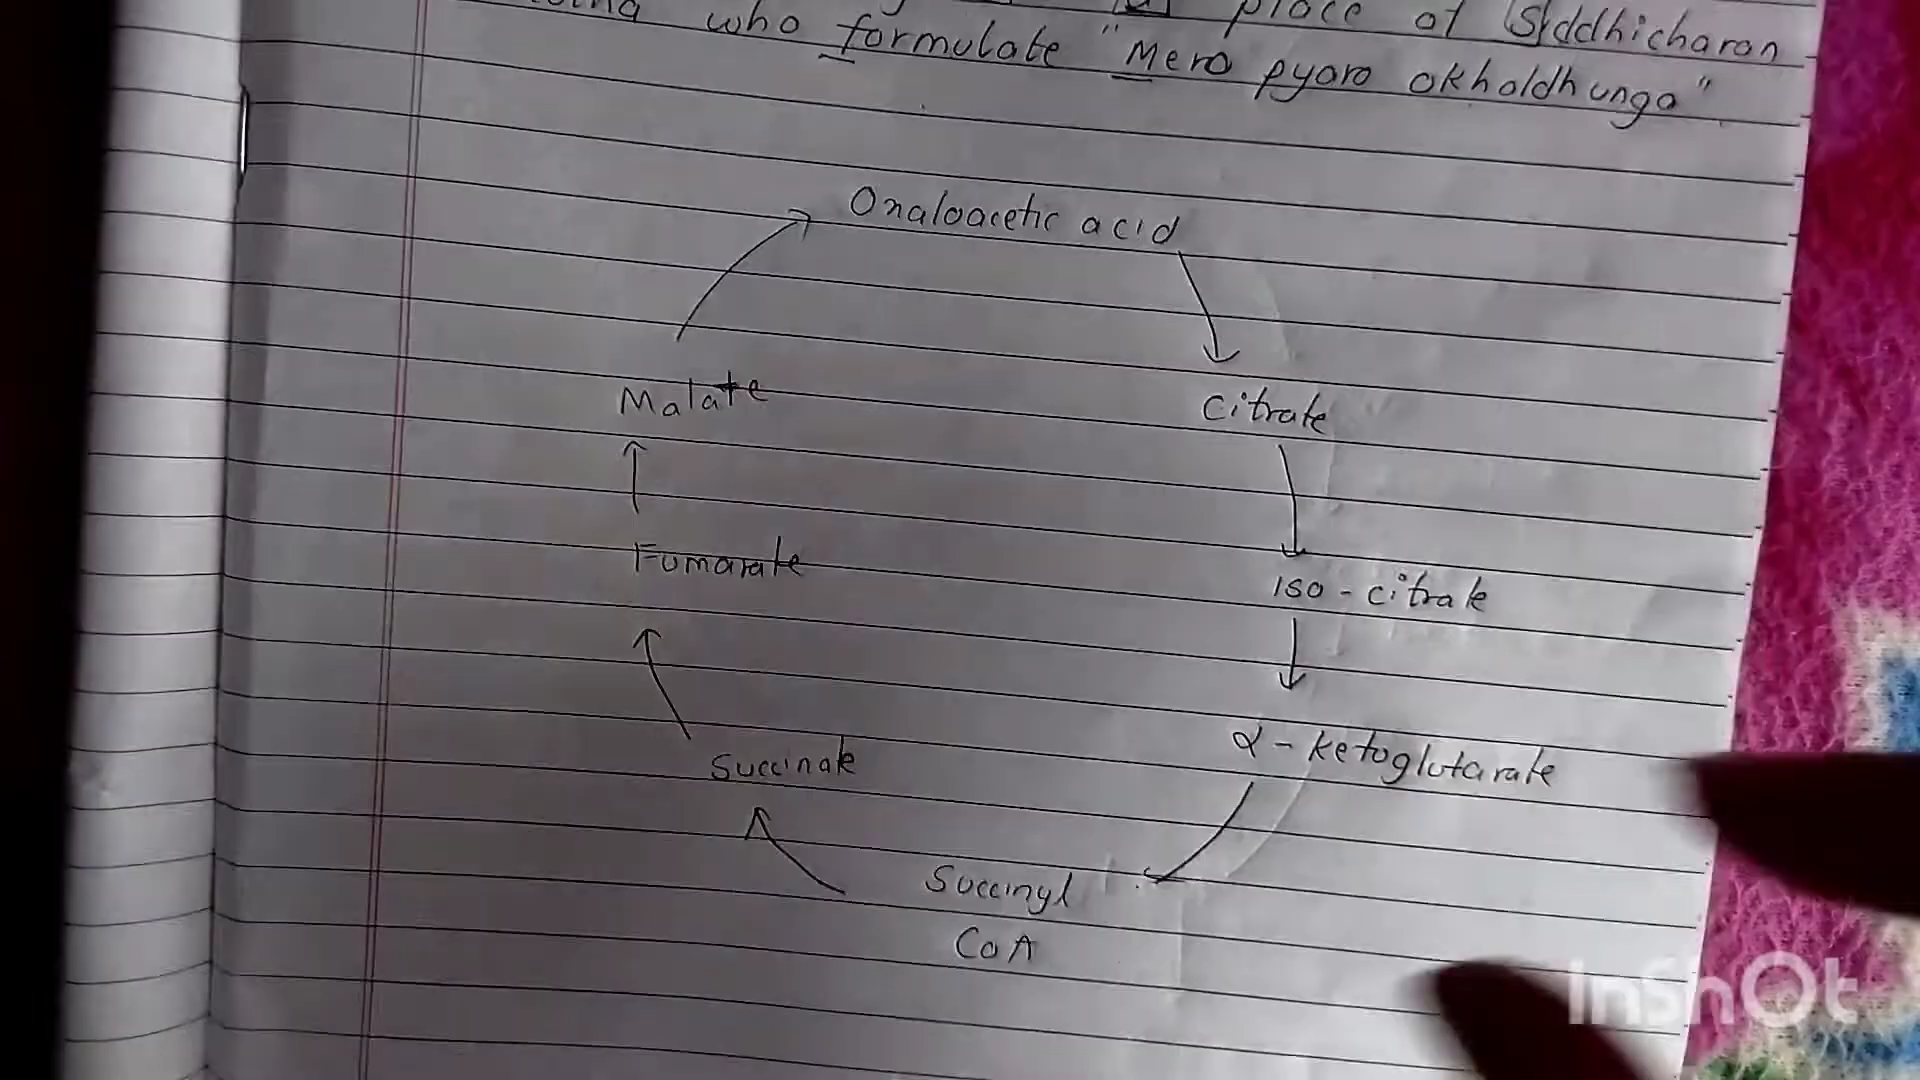 place of Siddhicharan
who formulate "Mero pyaro okholdhunga"
Oxaloacetic acid
Malate
Citrate
Fumarate
Iso-citrate
α-ketoglutarate
Succinate
Succinyl
CoA
InShOt